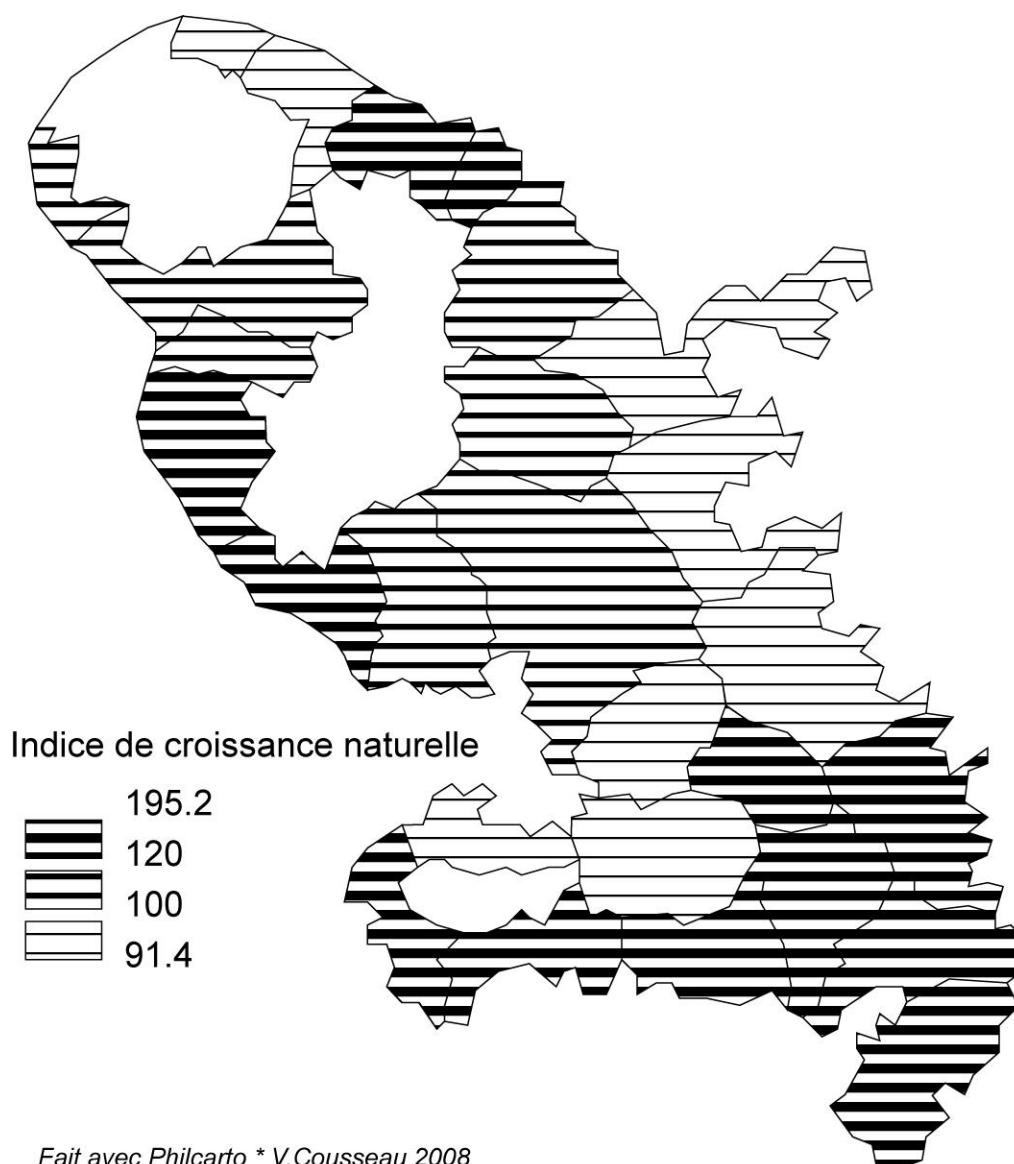 Indice de croissance naturelle
195.2
120
100
91.4
Fait avec Philcarto * V.Cousseau 2008